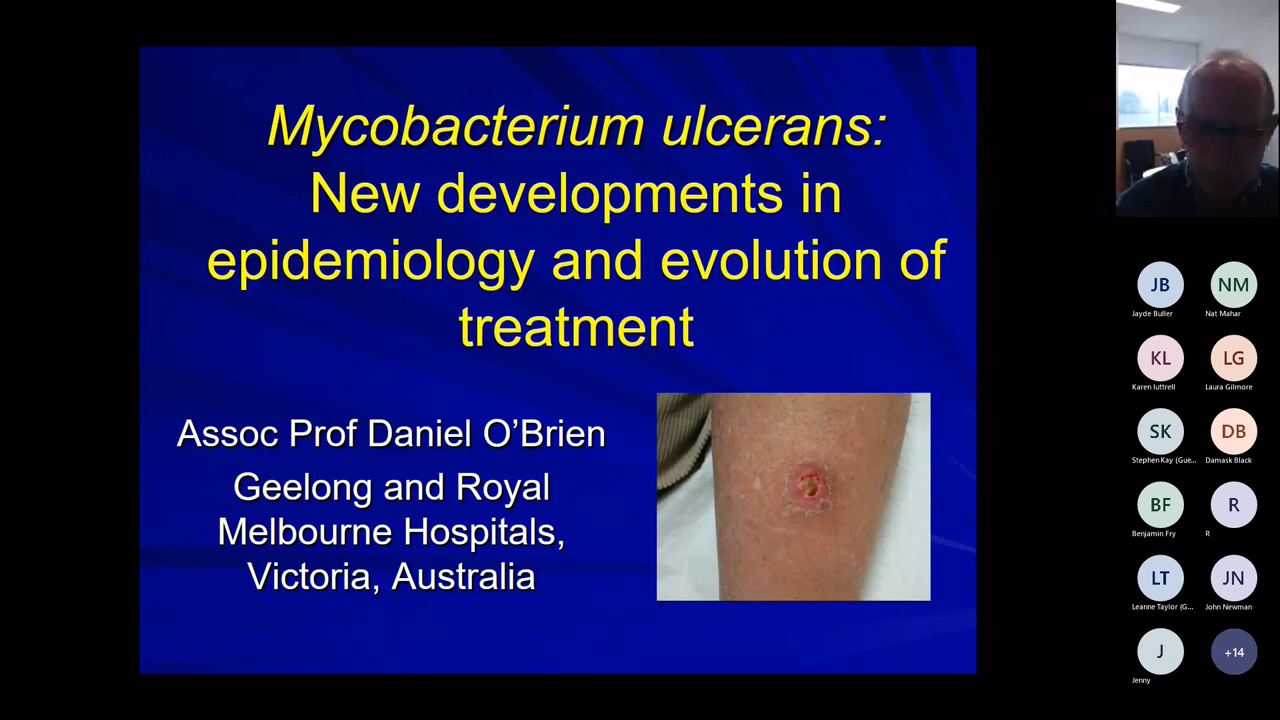 Mycobacterium ulcerans:
New developments in
epidemiology and evolution of
treatment
Assoc Prof Daniel O’Brien
Geelong and Royal
Melbourne Hospitals,
Victoria, Australia
JB
NM
Jayde Buller
Nat Mahar
KL
LG
Karen luttrell
Laura Gilmore
SK
DB
Stephen Kay (Gue...
Damask Black
BF
R
Benjamin Fry
R
LT
JN
Leanne Taylor (G...
John Newman
J
+14
Jenny